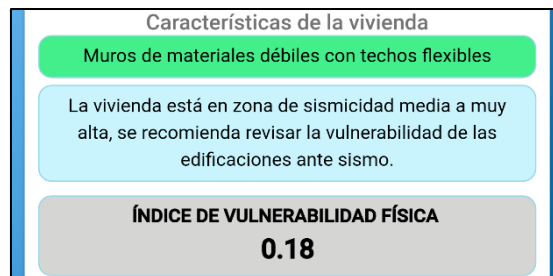 Características de la vivienda
Muros de materiales débiles con techos flexibles
La vivienda está en zona de sismicidad media a muy
alta, se recomienda revisar la vulnerabilidad de las
edificaciones ante sismo.
ÍNDICE DE VULNERABILIDAD FÍSICA
0.18